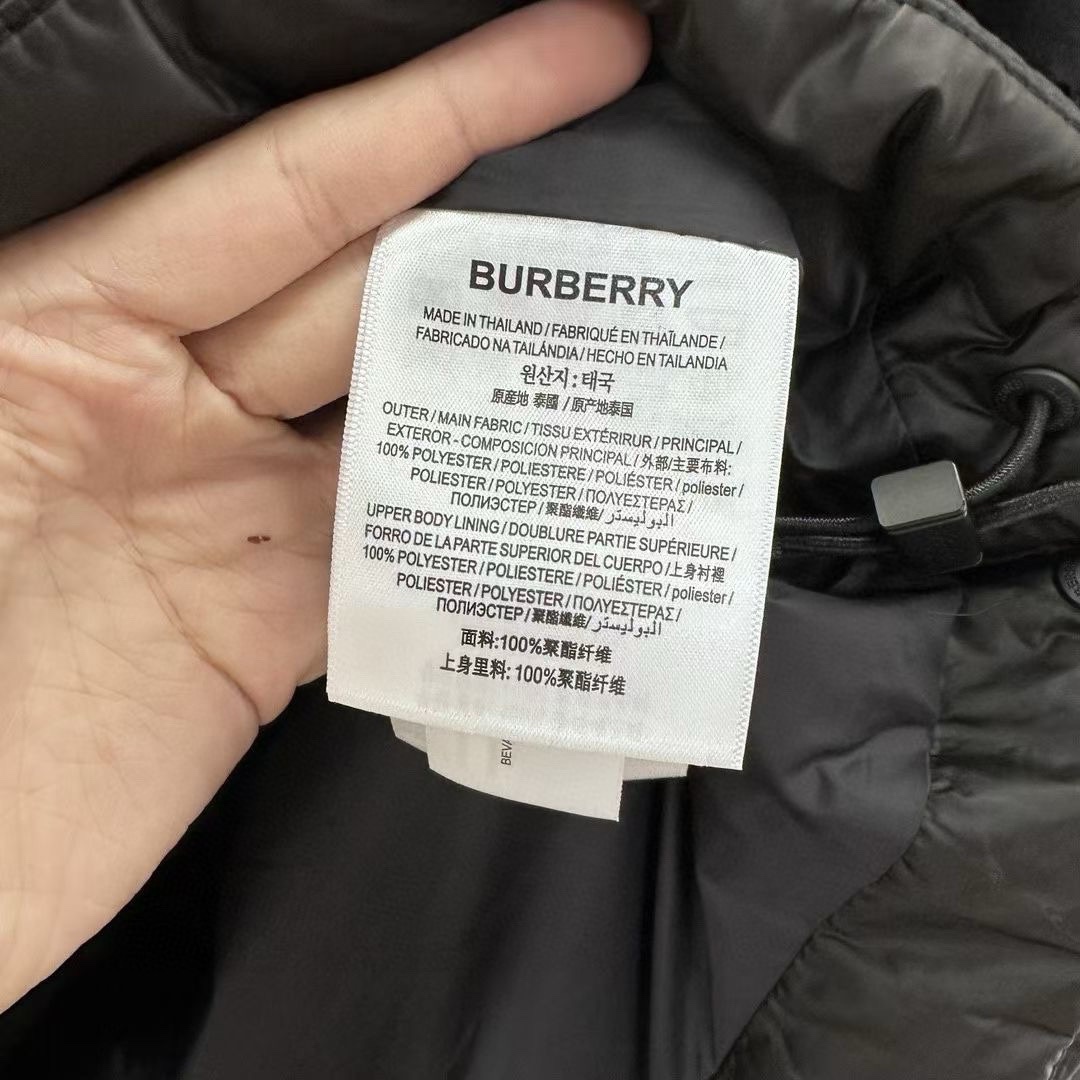 BURBERRY
MADE IN THAILAND / FABRIQUÉ EN THAÏLANDE /
FABRICADO NA TAILÁNDIA / HECHO EN TAILANDIA
원산지 : 태국
原産地 泰國 / 原产地泰国
OUTER / MAIN FABRIC / TISSU EXTÉRIRUR / PRINCIPAL /
EXTEROR - COMPOSICION PRINCIPAL / 外部/主要布料:
100% POLYESTER / POLIESTERE / POLIÉSTER / poliester /
POLIESTER / POLYESTER / ΠΟΛΥΕΣΤΕΡΑΣ /
ПОЛИЭСТЕР / 聚酯纖維/ البوليستر
UPPER BODY LINING / DOUBLURE PARTIE SUPÉRIEURE /
FORRO DE LA PARTE SUPERIOR DEL CUERPO / 上身衬裡
100% POLYESTER / POLIESTERE / POLIÉSTER / poliester /
POLIESTER / POLYESTER / ΠΟΛΥΕΣΤΕΡΑΣ /
ПОЛИЭСТЕР / 聚酯纖維/ البوليستر
面料:100%聚酯纤维
上身里料: 100%聚酯纤维
BEVA